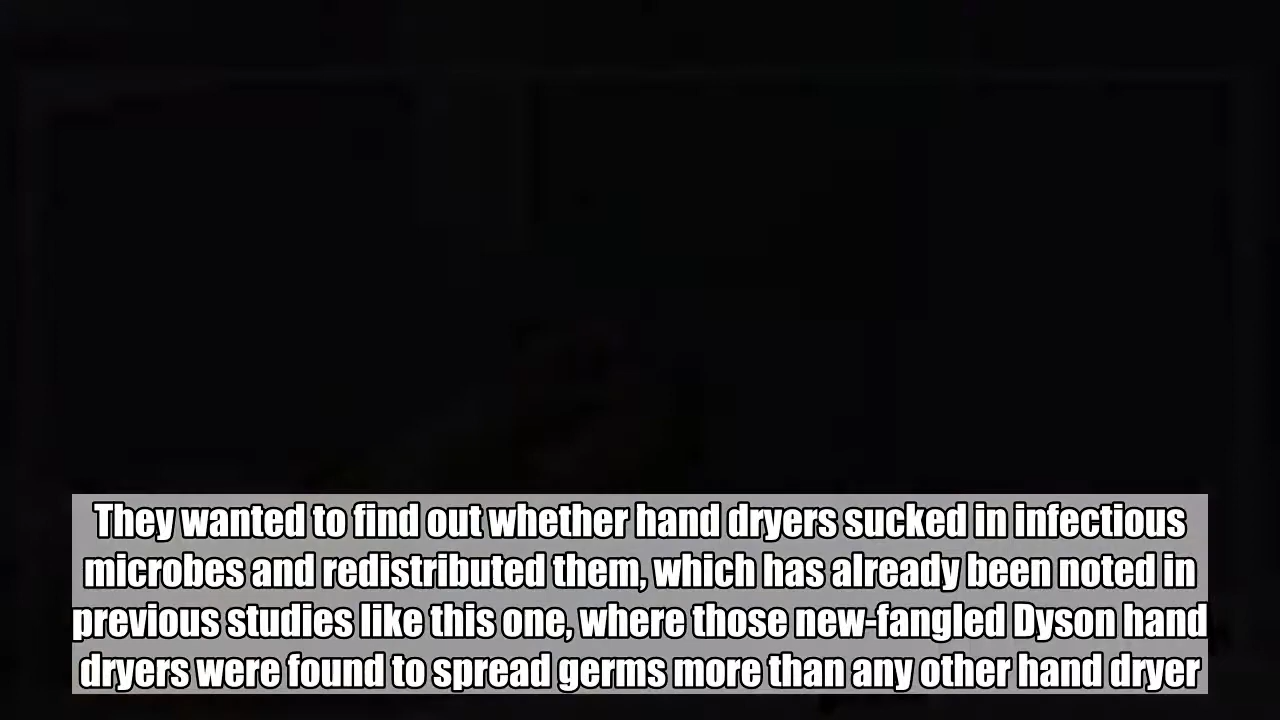 They wanted to find out whether hand dryers sucked in infectious
microbes and redistributed them, which has already been noted in
previous studies like this one, where those new-fangled Dyson hand
dryers were found to spread germs more than any other hand dryer